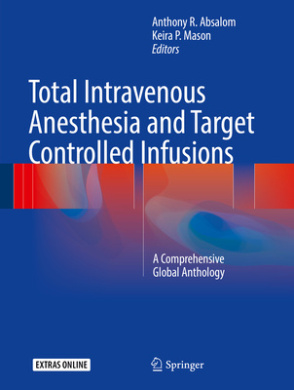 Anthony R. Absalom
Keira P. Mason
Editors
Total Intravenous
Anesthesia and Target
Controlled Infusions
A Comprehensive
Global Anthology
EXTRAS ONLINE
Springer